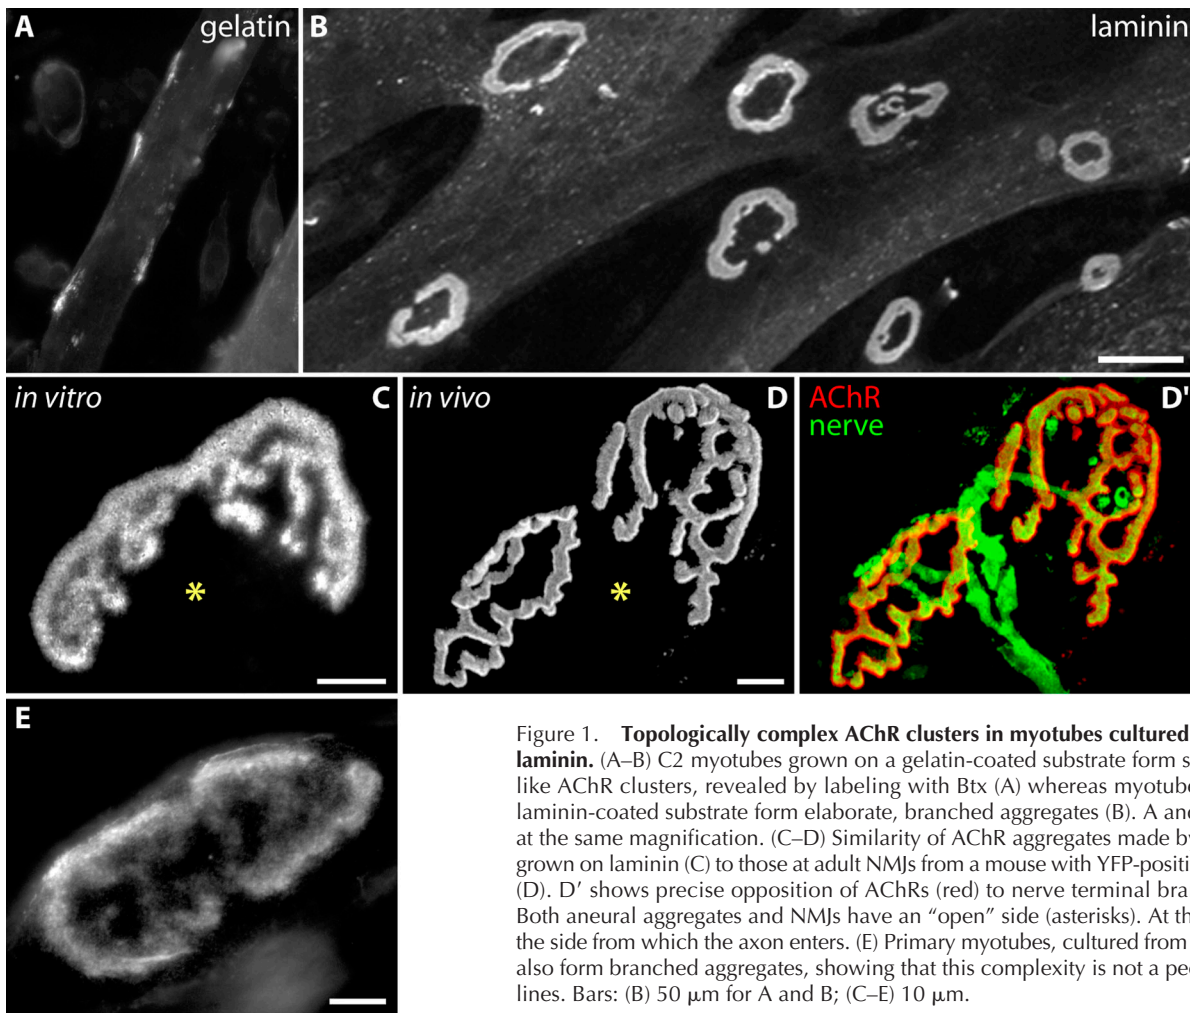 A gelatin
B laminin
in vitro C
in vivo D
AChR D'
nerve
*
*
E
Figure 1. Topologically complex AChR clusters in myotubes cultured
laminin. (A–B) C2 myotubes grown on a gelatin-coated substrate form
like AChR clusters, revealed by labeling with Btx (A) whereas
laminin-coated substrate form elaborate, branched aggregates (B). A
at the same magnification. (C–D) Similarity of AChR aggregates made
grown on laminin (C) to those at adult NMJs from a mouse with
(D). D′ shows precise opposition of AChRs (red) to nerve terminal
Both aneural aggregates and NMJs have an “open” side (asterisks). At
the side from which the axon enters. (E) Primary myotubes, cultured from
also form branched aggregates, showing that this complexity is not a
lines. Bars: (B) 50 μm for A and B; (C–E) 10 μm.